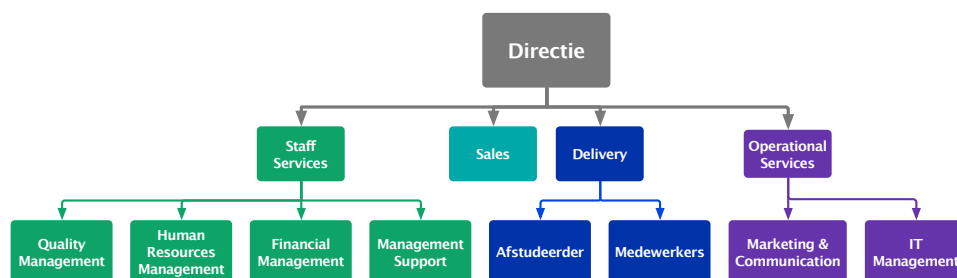 Directie
Staff
Services
Sales
Delivery
Operational
Services
Quality
Management
Human
Resources
Management
Financial
Management
Management
Support
Afstudeerder
Medewerkers
Marketing &
Communication
IT
Management